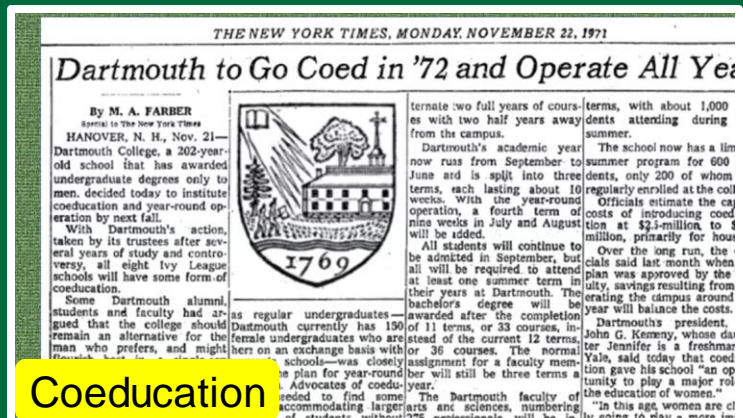 THE NEW YORK TIMES, MONDAY, NOVEMBER 22, 1971
Dartmouth to Go Coed in '72 and Operate All
By M. A. FARBER
Special to The New York Times
HANOVER, N. H., Nov. 21—
Dartmouth College, a 202-year-
old school that has awarded
undergraduate degrees only to
men, decided today to institute
coeducation and year-round op-
eration by next fall.
With Dartmouth's action,
taken by its trustees after sev-
eral years of study and contro-
versy, all eight Ivy League
schools will have some form of
coeducation.
Some Dartmouth alumni,
students and faculty had ar-
gued that the college should
remain an alternative for the
man who prefers, and might
1769
as regular undergraduates—
Dartmouth currently has 150
female undergraduates who are
here on an exchange basis with
schools—was closely
plan for year-round
Advocates of coedu-
to find some
accommodating larger
of students without
ternate two full years of cours-
es with two half years away
from the campus.
Dartmouth's academic year
now runs from September to
June and is split into three
terms, each lasting about 10
weeks. With the year-round
operation, a fourth term of
nine weeks in July and August
will be added.
All students will continue to
be admitted in September, but
all will be required to attend
at least one summer term in
their years at Dartmouth. The
bachelor's degree will be
awarded after the completion
of 11 terms, or 33 courses, in-
stead of the current 12 terms,
or 36 courses. The normal
assignment for a faculty mem-
ber will still be three terms a
year.
The Dartmouth faculty of
arts and sciences, numbering
terms, with about 1,000
dents attending during
summer.
The school now has a
summer program for 600
dents, only 200 of whom
regularly enrolled at the
Officials estimate the
costs of introducing
tion at $2.5-million, to
million, primarily for
Over the long run, the
cials said last month when
plan was approved by the
ulty, savings resulting from
erating the campus around
year will balance the costs.
Dartmouth's president,
John G. Kemeny, whose
ter Jennifer is a freshman
Yale, said today that
tion gave his school "an
tunity to play a major
the education of women."
"In this age, women are
Coeducation